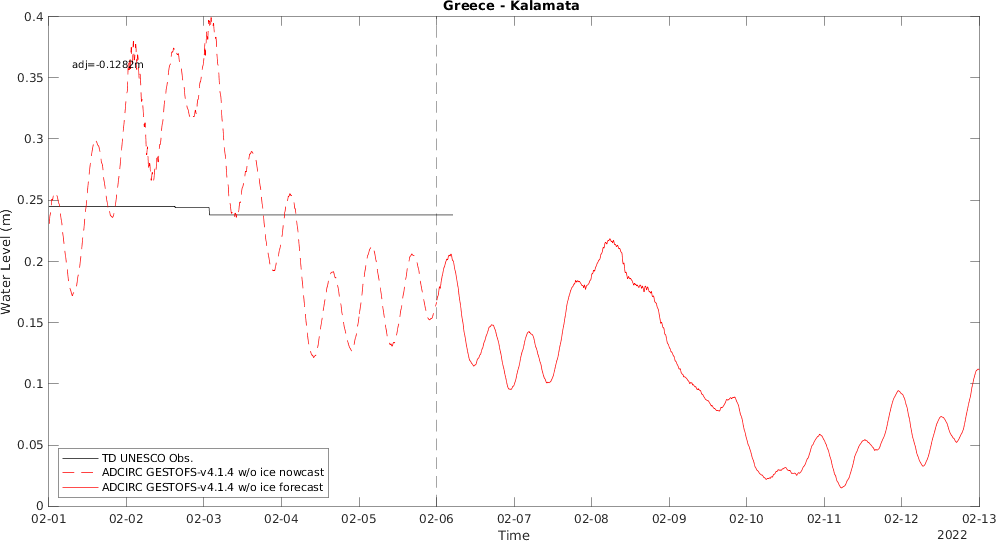 Greece - Kalamata
0.4
0.35
0.3
0.25
0.2
0.15
0.1
0.05
0
Water Level (m)
adj=-0.1282m
TD UNESCO Obs.
ADCIRC GESTOFS-v4.1.4 w/o ice nowcast
ADCIRC GESTOFS-v4.1.4 w/o ice forecast
02-01 02-02 02-03 02-04 02-05 02-06 02-07 02-08 02-09 02-10 02-11 02-12 02-13
Time
2022